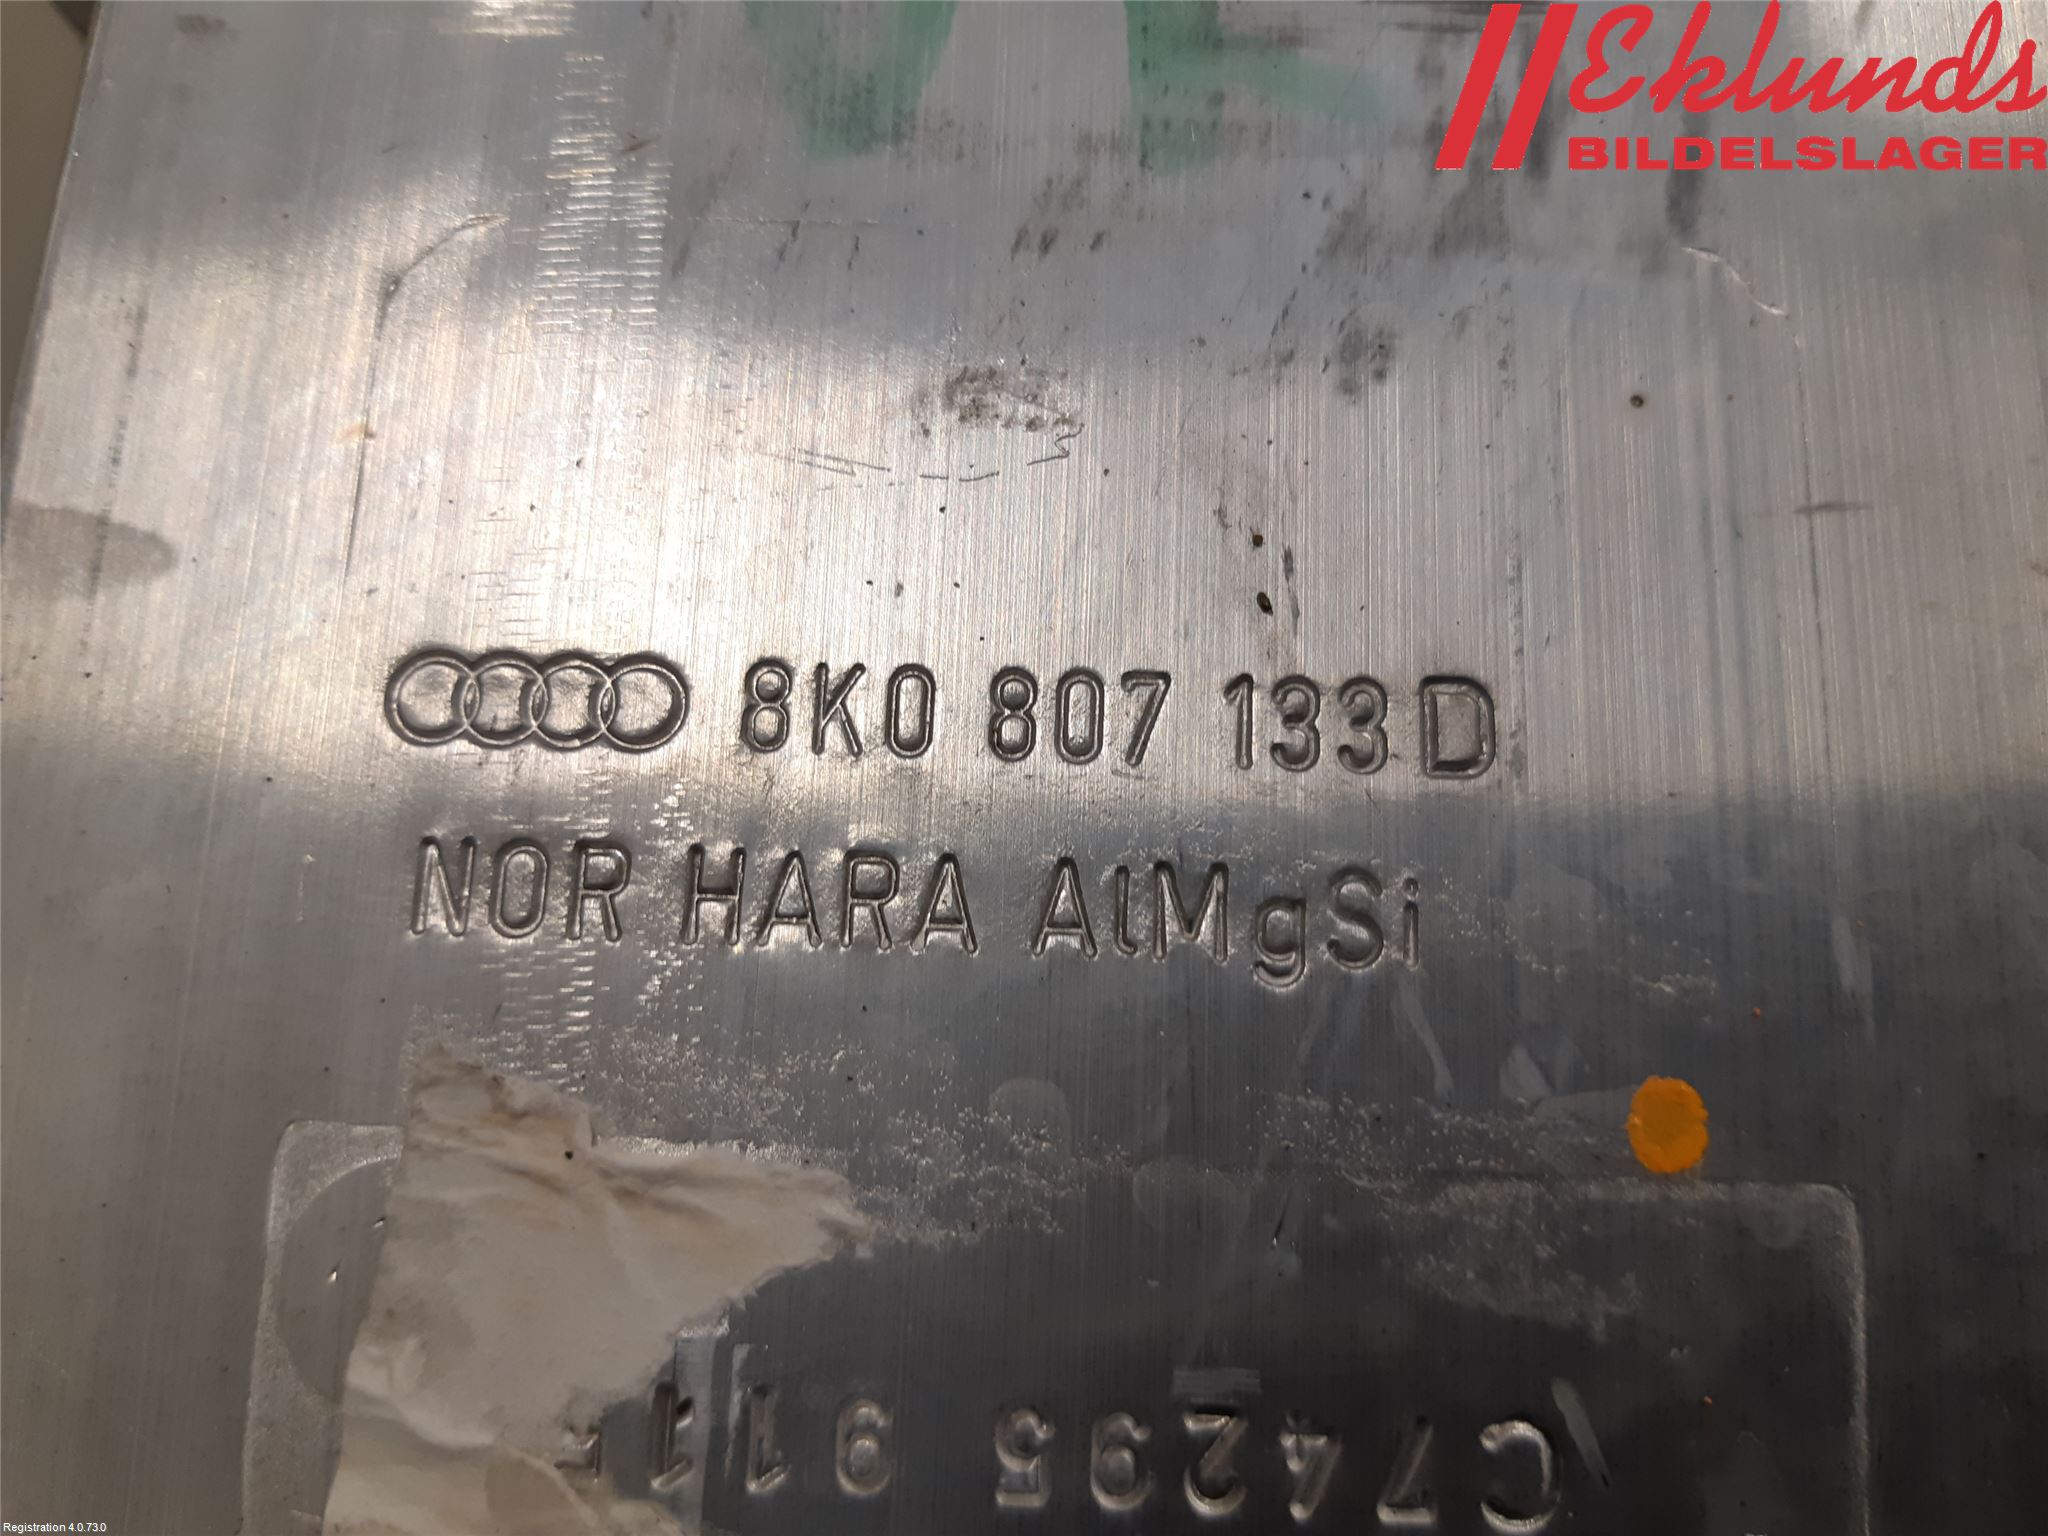 Eklunds
BILDELSLAGER
8K0 807 133 D
NOR HARA AlMgSi
C74295 911
Registration 4.0.73.0